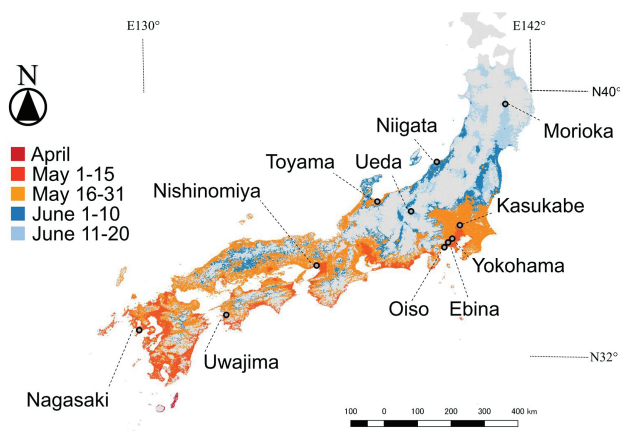 E130°
E142°
N
N40°
Niigata
Morioka
April
May 1-15
May 16-31
June 1-10
June 11-20
Toyama
Ueda
Nishinomiya
Kasukabe
Yokohama
Oiso
Ebina
Uwajima
N32°
Nagasaki
100 0 100 200 300 400 km